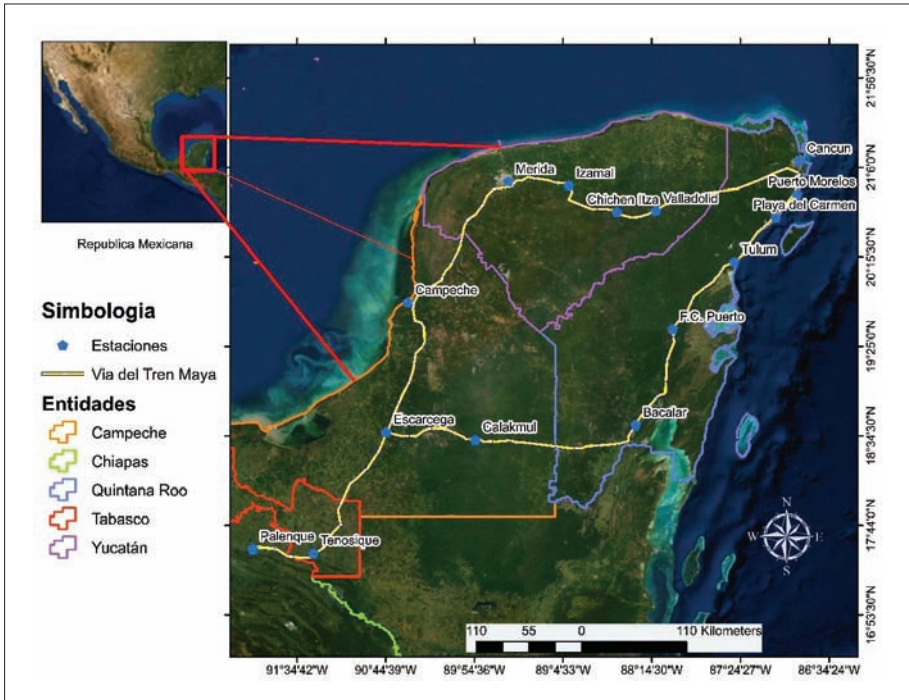 Republica Mexicana
Simbologia
Estaciones
Via del Tren Maya
Entidades
Campeche
Chiapas
Quintana Roo
Tabasco
Yucatán
Cancun
Merida
Izamal
Puerto Morelos
Chichen Itza
Valladolid
Playa del Carmen
Tulum
Campeche
F.C. Puerto
Bacalar
Escarcega
Calakmul
Palenque
Tenosique
N
W
E
S
110 55 0 110 Kilometers
21°56'30"N
21°6'0"N
20°15'30"N
19°25'0"N
18°34'30"N
17°44'0"N
16°53'30"N
91°34'42"W 90°44'39"W 89°54'36"W 89°4'33"W 88°14'30"W 87°24'27"W 86°34'24"W